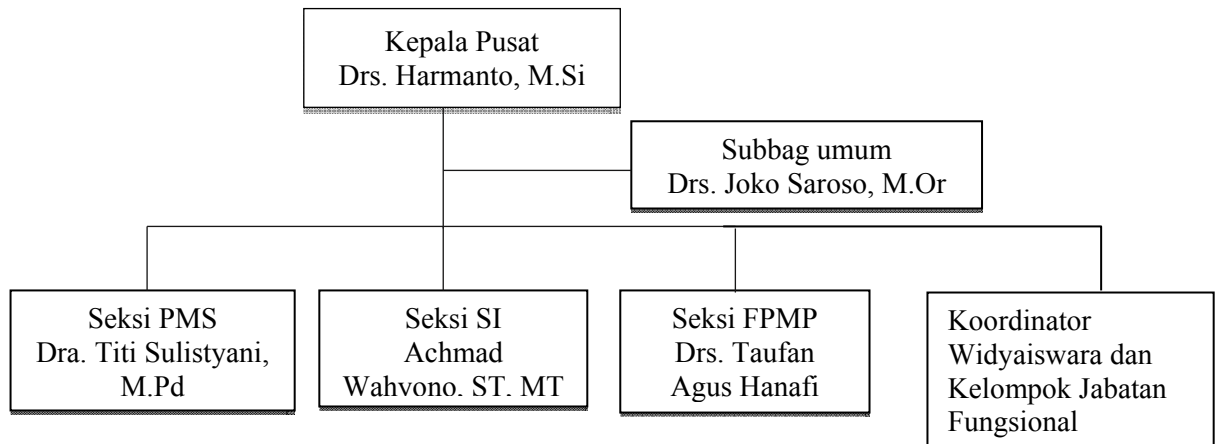 Kepala Pusat
Drs. Harmanto, M.Si
Subbag umum
Drs. Joko Saroso, M.Or
Seksi PMS
Dra. Titi Sulistyani,
M.Pd
Seksi SI
Achmad
Wahyono, ST, MT
Seksi FPMP
Drs. Taufan
Agus Hanafi
Koordinator
Widyaiswara dan
Kelompok Jabatan
Fungsional